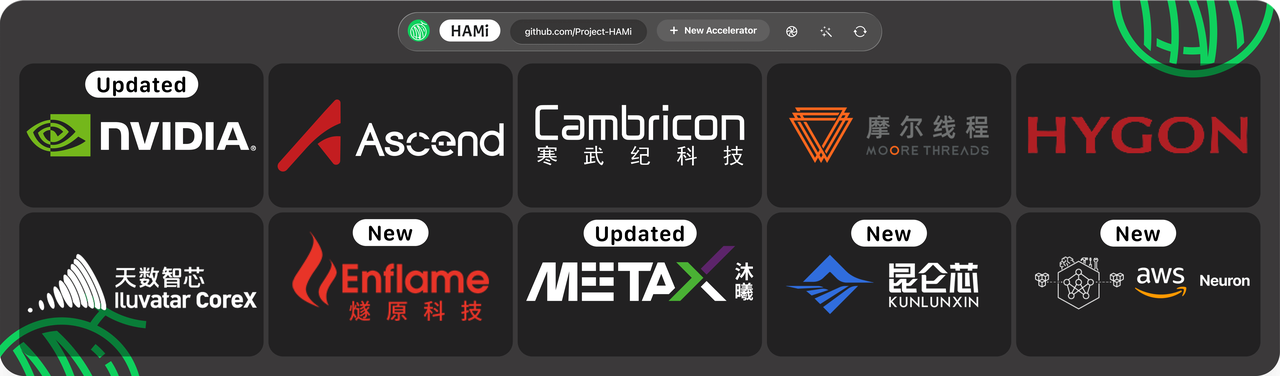 HAMi
github.com/Project-HAMi
+ New Accelerator
Updated
NVIDIA®
Ascend
Cambricon
寒武纪科技
摩尔线程
MOORE THREADS
HYGON
天数智芯
Iluvatar CoreX
New
Enflame
燧原科技
Updated
METAX
沐曦
New
昆仑芯
KUNLUNXIN
New
aws
Neuron